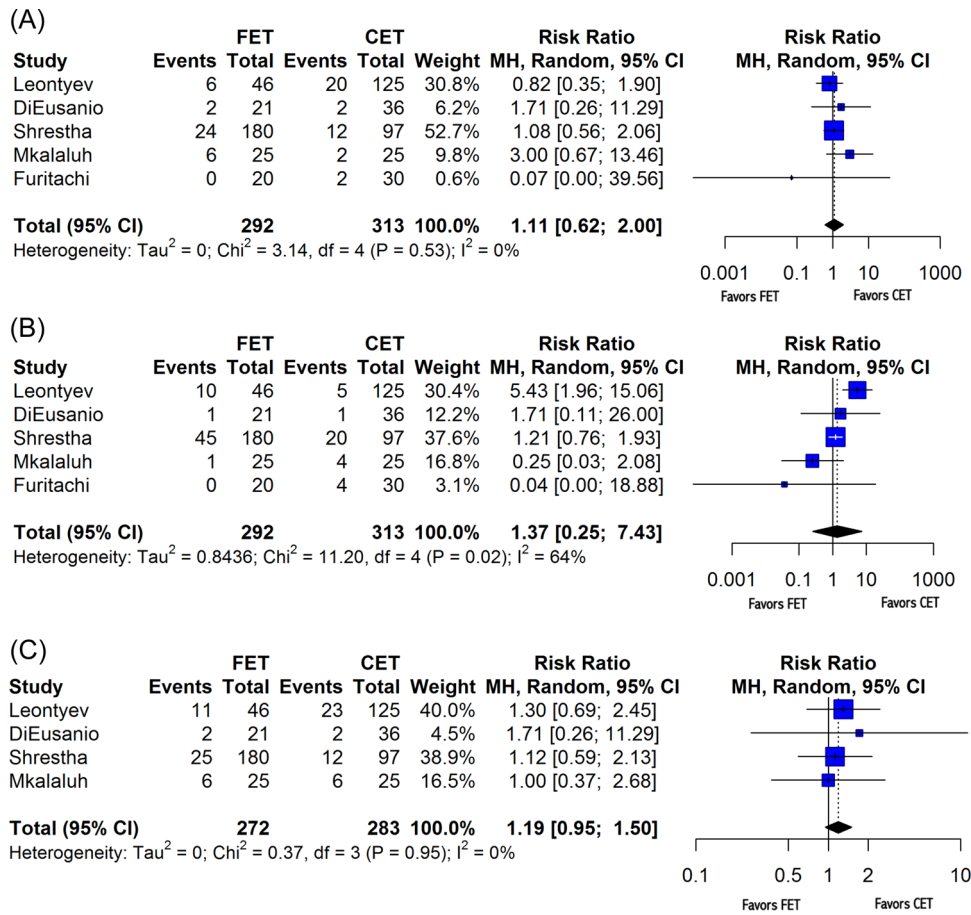 (A)
FET CET Risk Ratio Risk Ratio
Study Events Total Events Total Weight MH, Random, 95% CI MH, Random, 95% CI
Leontyev 6 46 20 125 30.8% 0.82 [0.35; 1.90]
DiEusanio 2 21 2 36 6.2% 1.71 [0.26; 11.29]
Shrestha 24 180 12 97 52.7% 1.08 [0.56; 2.06]
Mkalaluh 6 25 2 25 9.8% 3.00 [0.67; 13.46]
Furitachi 0 20 2 30 0.6% 0.07 [0.00; 39.56]
Total (95% CI) 292 313 100.0% 1.11 [0.62; 2.00]
Heterogeneity: Tau² = 0; Chi² = 3.14, df = 4 (P = 0.53); I² = 0%
0.001 0.1 1 10 1000
Favors FET Favors CET
(B)
FET CET Risk Ratio Risk Ratio
Study Events Total Events Total Weight MH, Random, 95% CI MH, Random, 95% CI
Leontyev 10 46 5 125 30.4% 5.43 [1.96; 15.06]
DiEusanio 1 21 1 36 12.2% 1.71 [0.11; 26.00]
Shrestha 45 180 20 97 37.6% 1.21 [0.76; 1.93]
Mkalaluh 1 25 4 25 16.8% 0.25 [0.03; 2.08]
Furitachi 0 20 4 30 3.1% 0.04 [0.00; 18.88]
Total (95% CI) 292 313 100.0% 1.37 [0.25; 7.43]
Heterogeneity: Tau² = 0.8436; Chi² = 11.20, df = 4 (P = 0.02); I² = 64%
0.001 0.1 1 10 1000
Favors FET Favors CET
(C)
FET CET Risk Ratio Risk Ratio
Study Events Total Events Total Weight MH, Random, 95% CI MH, Random, 95% CI
Leontyev 11 46 23 125 40.0% 1.30 [0.69; 2.45]
DiEusanio 2 21 2 36 4.5% 1.71 [0.26; 11.29]
Shrestha 25 180 12 97 38.9% 1.12 [0.59; 2.13]
Mkalaluh 6 25 6 25 16.5% 1.00 [0.37; 2.68]
Total (95% CI) 272 283 100.0% 1.19 [0.95; 1.50]
Heterogeneity: Tau² = 0; Chi² = 0.37, df = 3 (P = 0.95); I² = 0%
0.1 0.5 1 2 10
Favors FET Favors CET